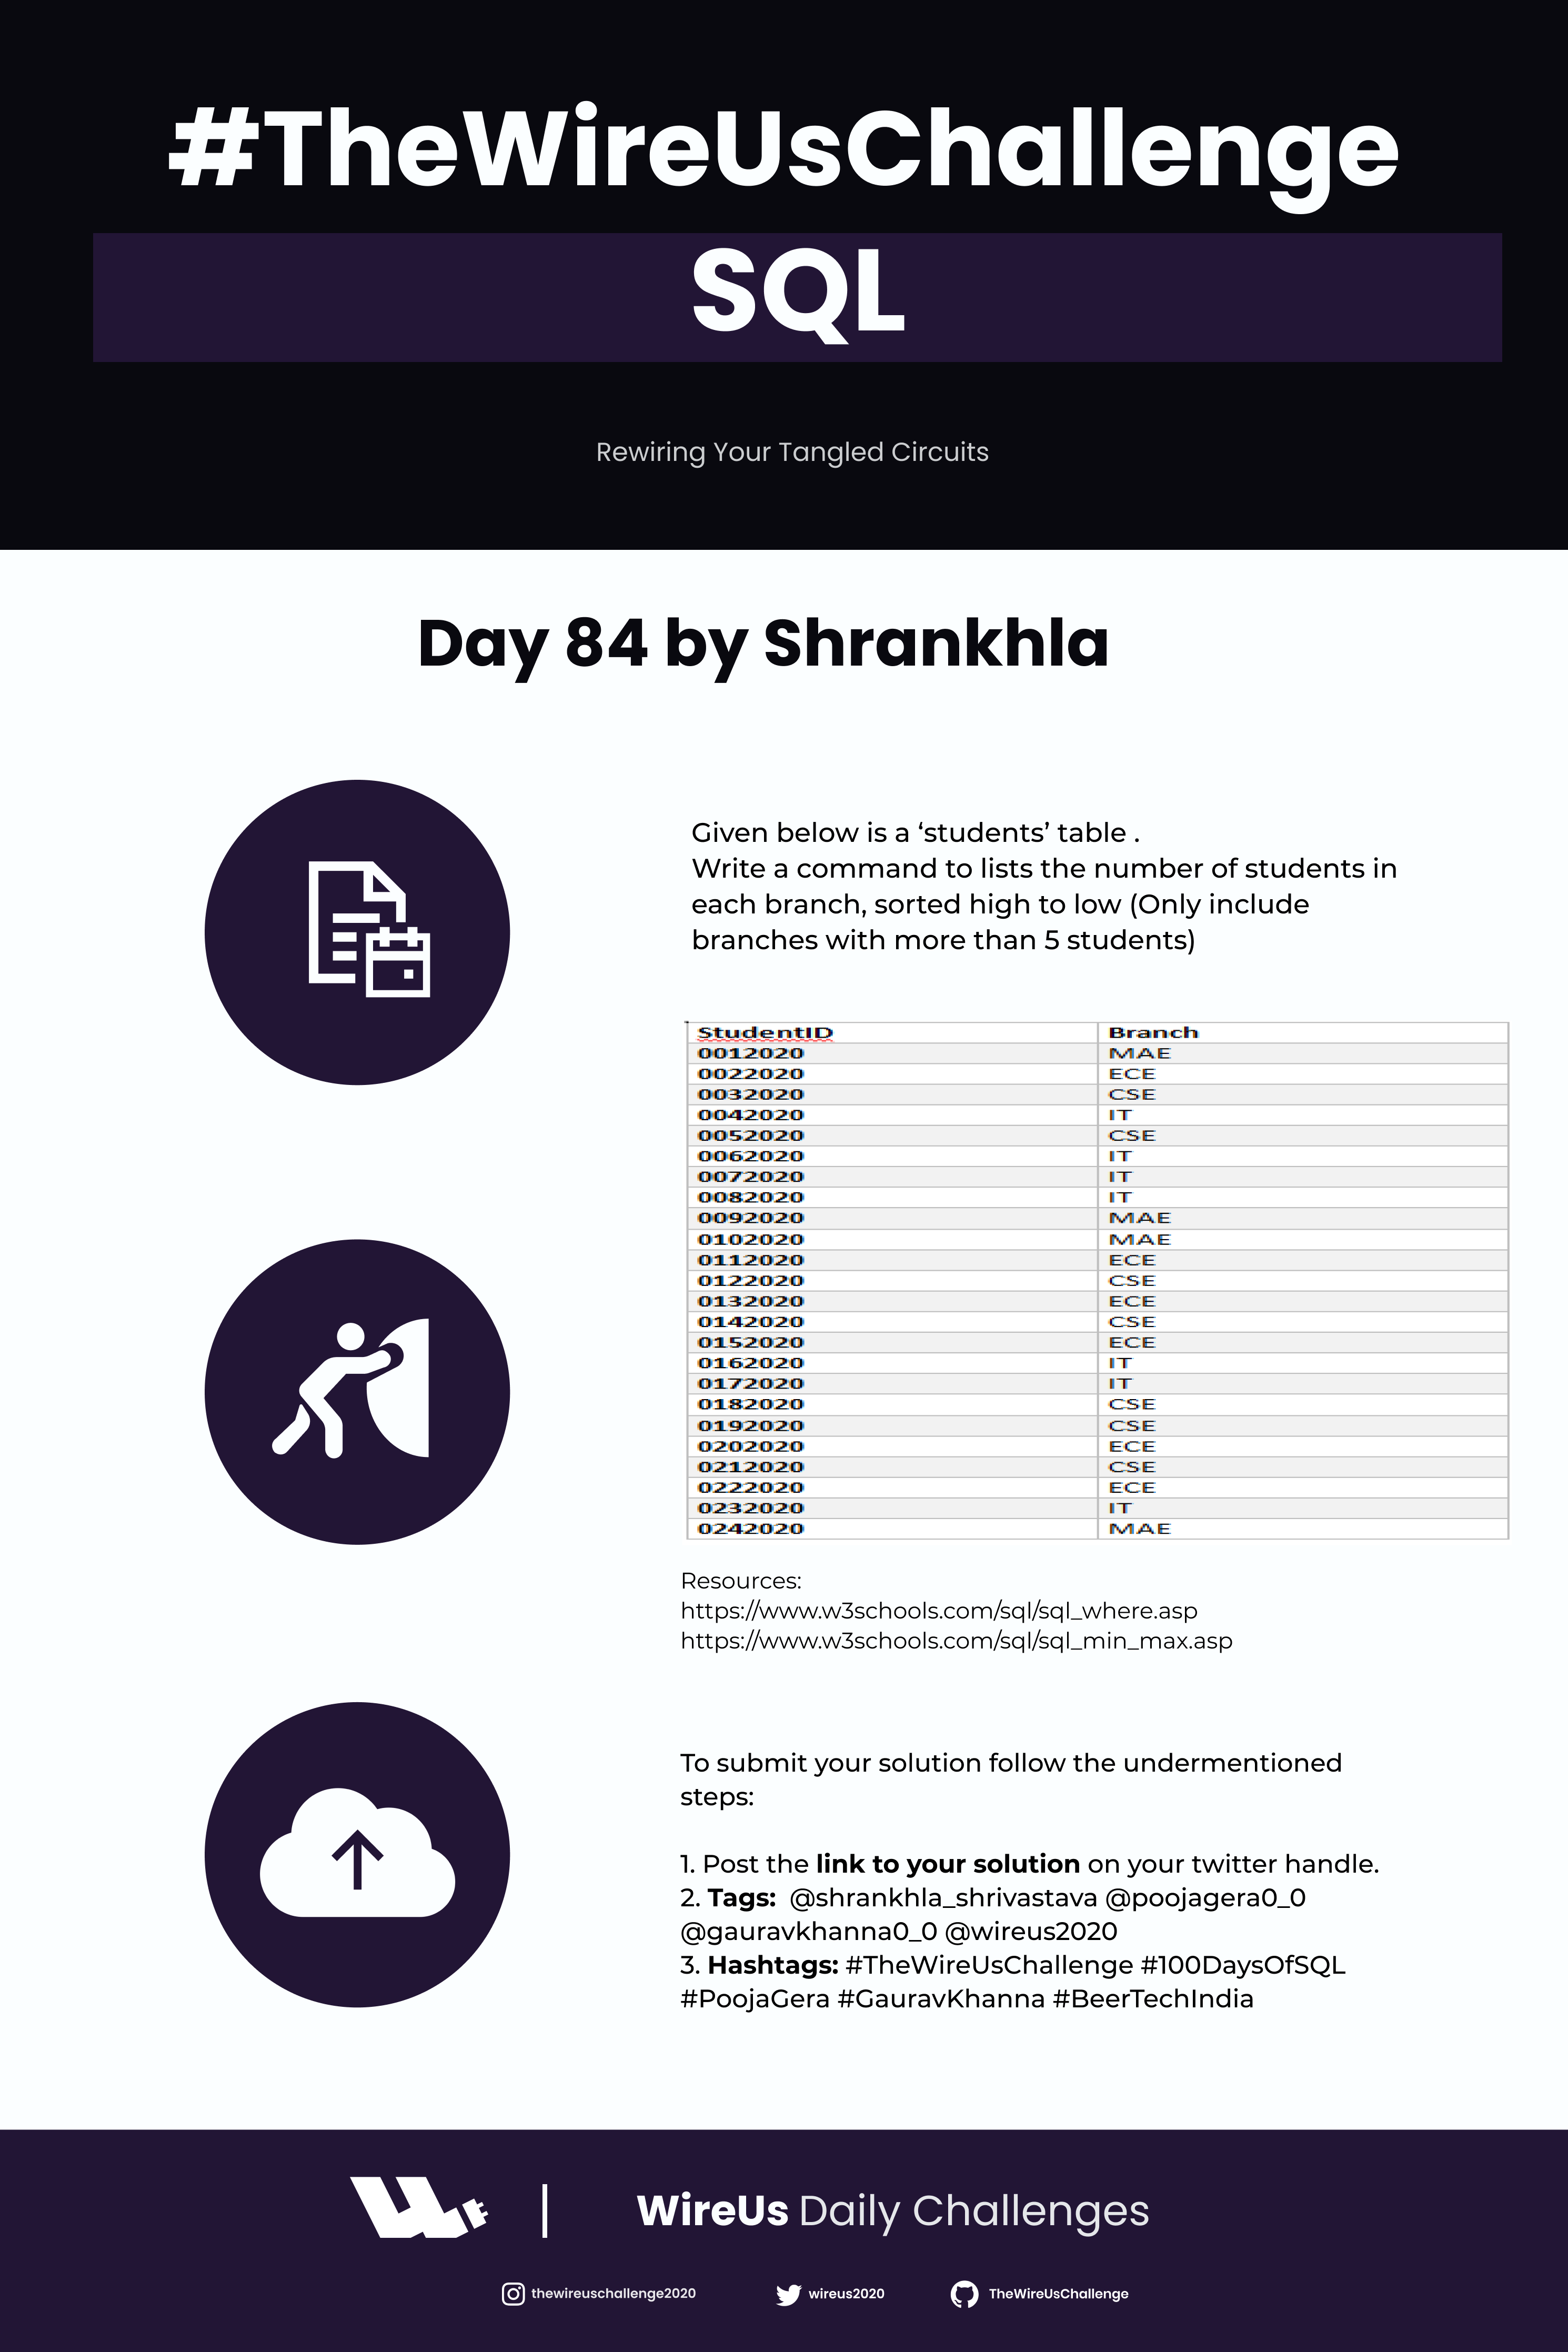 #TheWireUsChallenge
SQL
Rewiring Your Tangled Circuits
Day 84 by Shrankhla
Given below is a ‘students’ table .
Write a command to lists the number of students in
each branch, sorted high to low (Only include
branches with more than 5 students)
StudentID Branch
0012020 MAE
0022020 ECE
0032020 CSE
0042020 IT
0052020 CSE
0062020 IT
0072020 IT
0082020 IT
0092020 MAE
0102020 MAE
0112020 ECE
0122020 CSE
0132020 ECE
0142020 CSE
0152020 ECE
0162020 IT
0172020 IT
0182020 CSE
0192020 CSE
0202020 ECE
0212020 CSE
0222020 ECE
0232020 IT
0242020 MAE
Resources:
https://www.w3schools.com/sql/sql_where.asp
https://www.w3schools.com/sql/sql_min_max.asp
To submit your solution follow the undermentioned
steps:
1. Post the link to your solution on your twitter handle.
2. Tags: @shrankhla_shrivastava @poojagera0_0
@gauravkhanna0_0 @wireus2020
3. Hashtags: #TheWireUsChallenge #100DaysOfSQL
#PoojaGera #GauravKhanna #BeerTechIndia
WireUs Daily Challenges
thewireuschallenge2020 wireus2020 TheWireUsChallenge